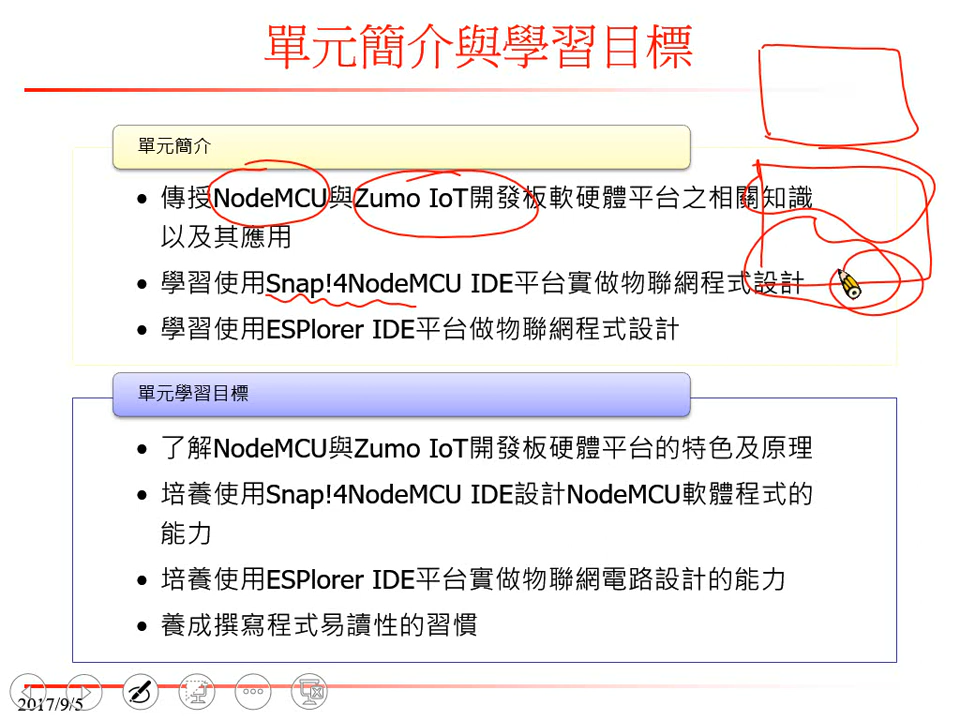 單元簡介與學習目標
單元簡介
• 傳授NodeMCU與Zumo IoT開發板軟硬體平台之相關知識
以及其應用
• 學習使用Snap!4NodeMCU IDE平台實做物聯網程式設計
• 學習使用ESPlorer IDE平台做物聯網程式設計
單元學習目標
• 了解NodeMCU與Zumo IoT開發板硬體平台的特色及原理
• 培養使用Snap!4NodeMCU IDE設計NodeMCU軟體程式的
能力
• 培養使用ESPlorer IDE平台實做物聯網電路設計的能力
• 養成撰寫程式易讀性的習慣
2017/9/5